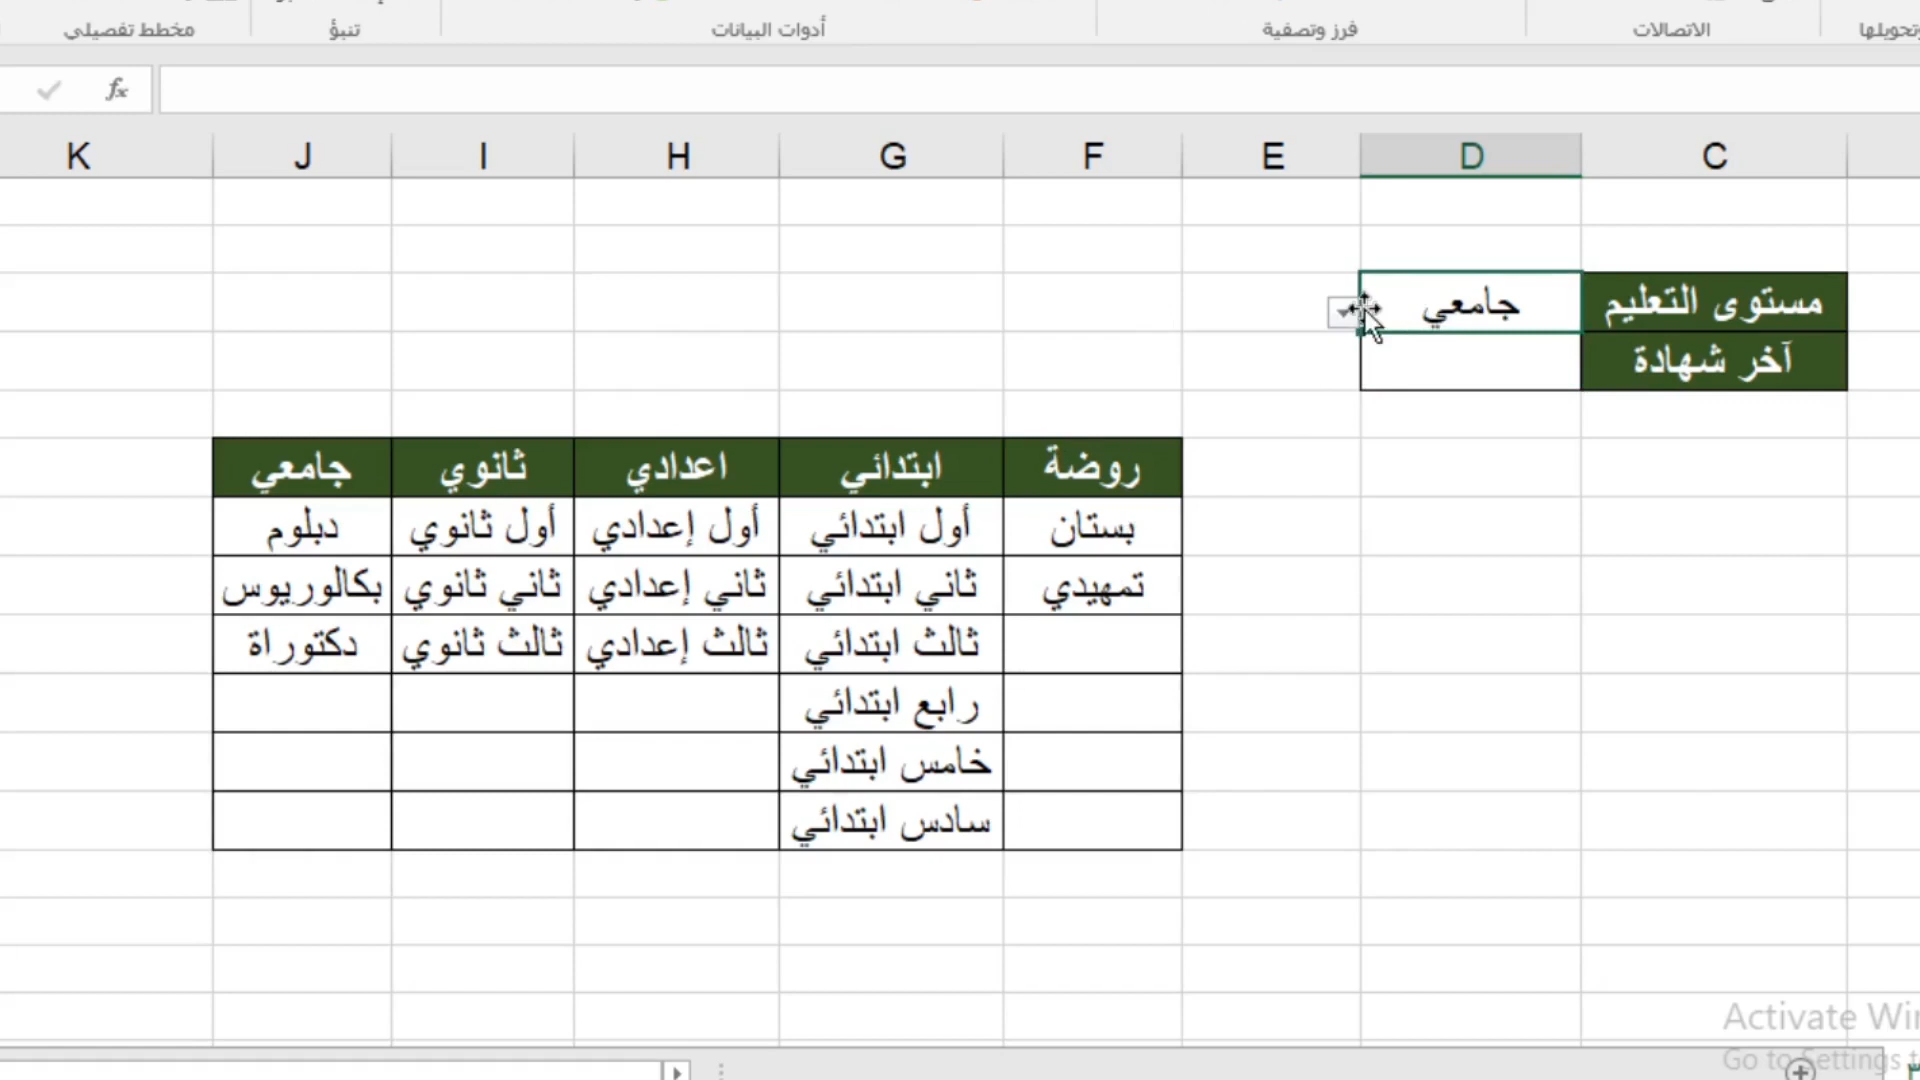 الاتصالات فرز وتصفية أدوات البيانات تنبؤ مخطط تفصيلي
fx
C D E F G H I J K
مستوى التعليم جامعي
آخر شهادة
روضة ابتدائي اعدادي ثانوي جامعي
بستان أول ابتدائي أول إعدادي أول ثانوي دبلوم
تمهيدي ثاني ابتدائي ثاني إعدادي ثاني ثانوي بكالوريوس
ثالث ابتدائي ثالث إعدادي ثالث ثانوي دكتوراة
رابع ابتدائي
خامس ابتدائي
سادس ابتدائي
Activate Wi
Go to Settings t